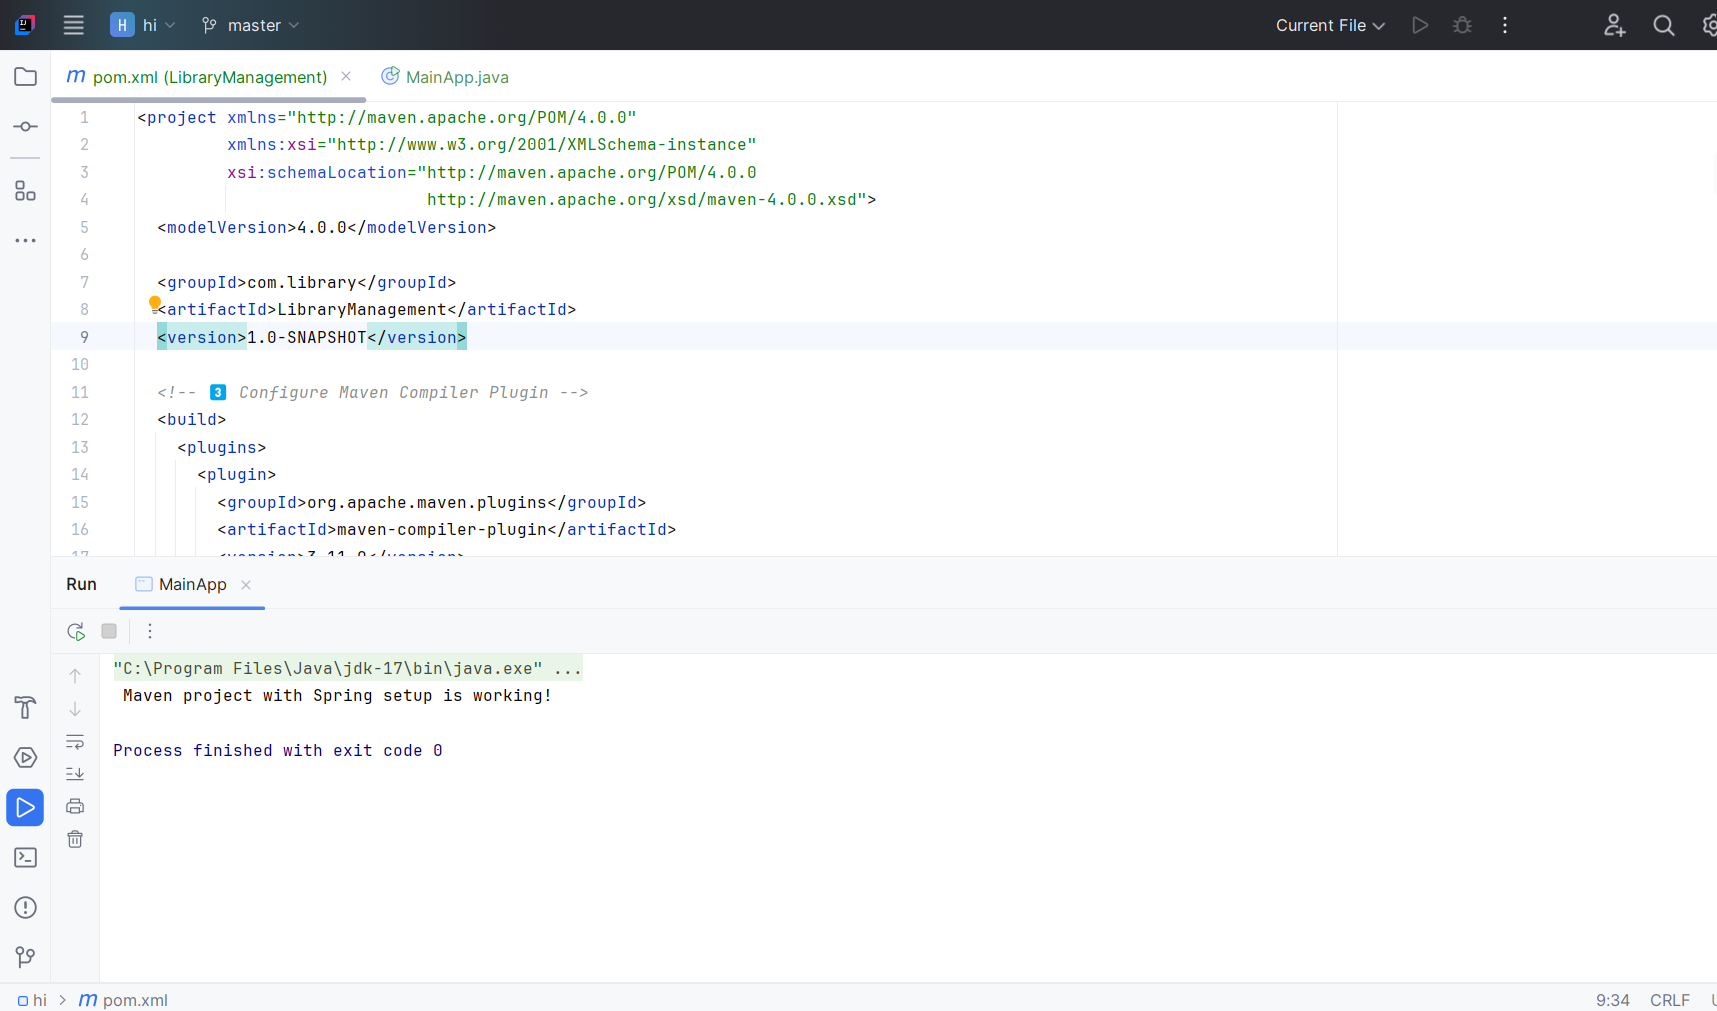 H hi master Current File
m pom.xml (LibraryManagement) MainApp.java
1 <project xmlns="http://maven.apache.org/POM/4.0.0"
2 xmlns:xsi="http://www.w3.org/2001/XMLSchema-instance"
3 xsi:schemaLocation="http://maven.apache.org/POM/4.0.0
4 http://maven.apache.org/xsd/maven-4.0.0.xsd">
5 <modelVersion>4.0.0</modelVersion>
6
7 <groupId>com.library</groupId>
8 <artifactId>LibraryManagement</artifactId>
9 <version>1.0-SNAPSHOT</version>
10
11 <!-- 3️⃣ Configure Maven Compiler Plugin -->
12 <build>
13 <plugins>
14 <plugin>
15 <groupId>org.apache.maven.plugins</groupId>
16 <artifactId>maven-compiler-plugin</artifactId>
17 <version>3.11.0</version>
Run MainApp
"C:\Program Files\Java\jdk-17\bin\java.exe" ...
Maven project with Spring setup is working!
Process finished with exit code 0
hi > m pom.xml 9:34 CRLF